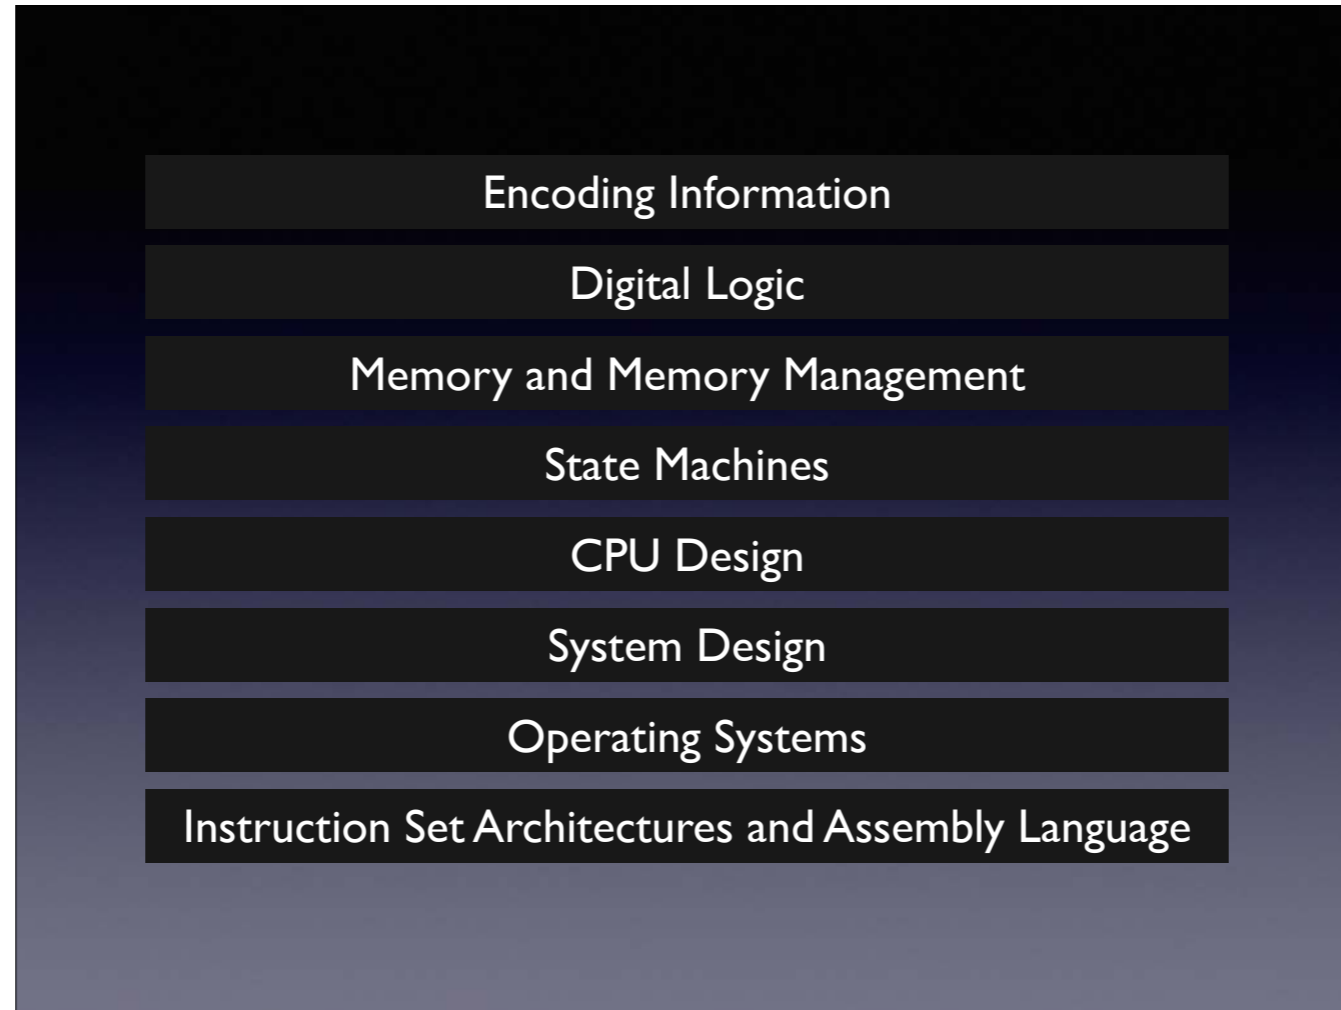 Encoding Information
Digital Logic
Memory and Memory Management
State Machines
CPU Design
System Design
Operating Systems
Instruction Set Architectures and Assembly Language